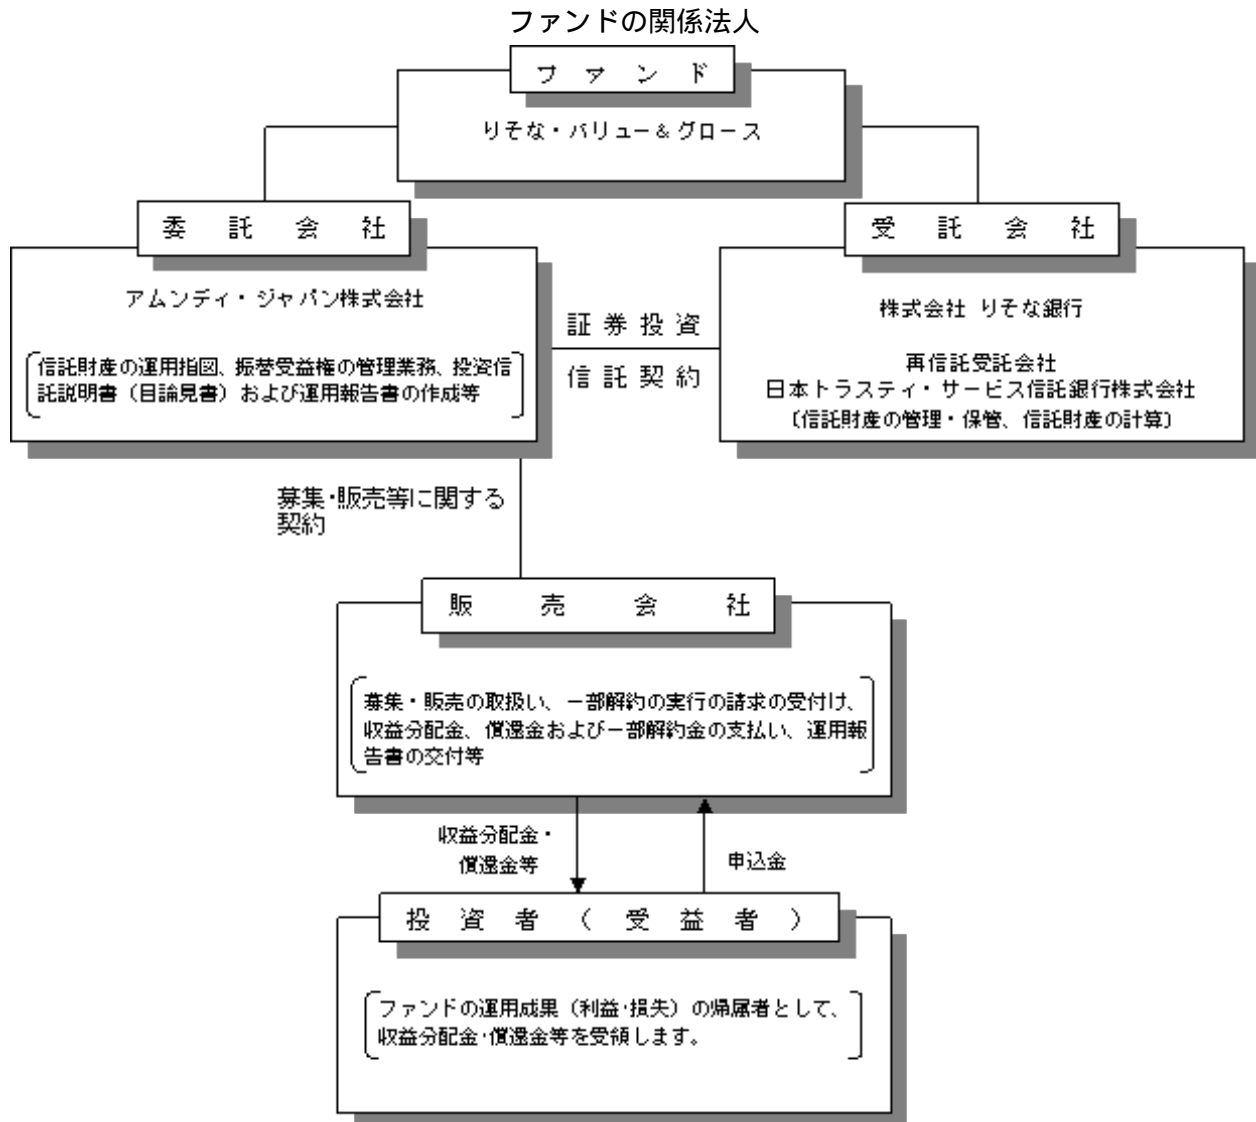 ファンドの関係法人
ファンド
りそな・バリュー＆グロース
委託会社
アムンディ・ジャパン株式会社
信託財産の運用指図、振替受益権の管理業務、投資信
託説明書（目論見書）および運用報告書の作成等
証券投資
信託契約
受託会社
株式会社 りそな銀行
再信託受託会社
日本トラスティ・サービス信託銀行株式会社
〔信託財産の管理・保管、信託財産の計算〕
募集・販売等に関する
契約
販売会社
募集・販売の取扱い、一部解約の実行の請求の受付け、
収益分配金、償還金および一部解約金の支払い、運用報
告書の交付等
収益分配金・
償還金等
申込金
投資者（受益者）
ファンドの運用成果（利益・損失）の帰属者として、
収益分配金・償還金等を受領します。